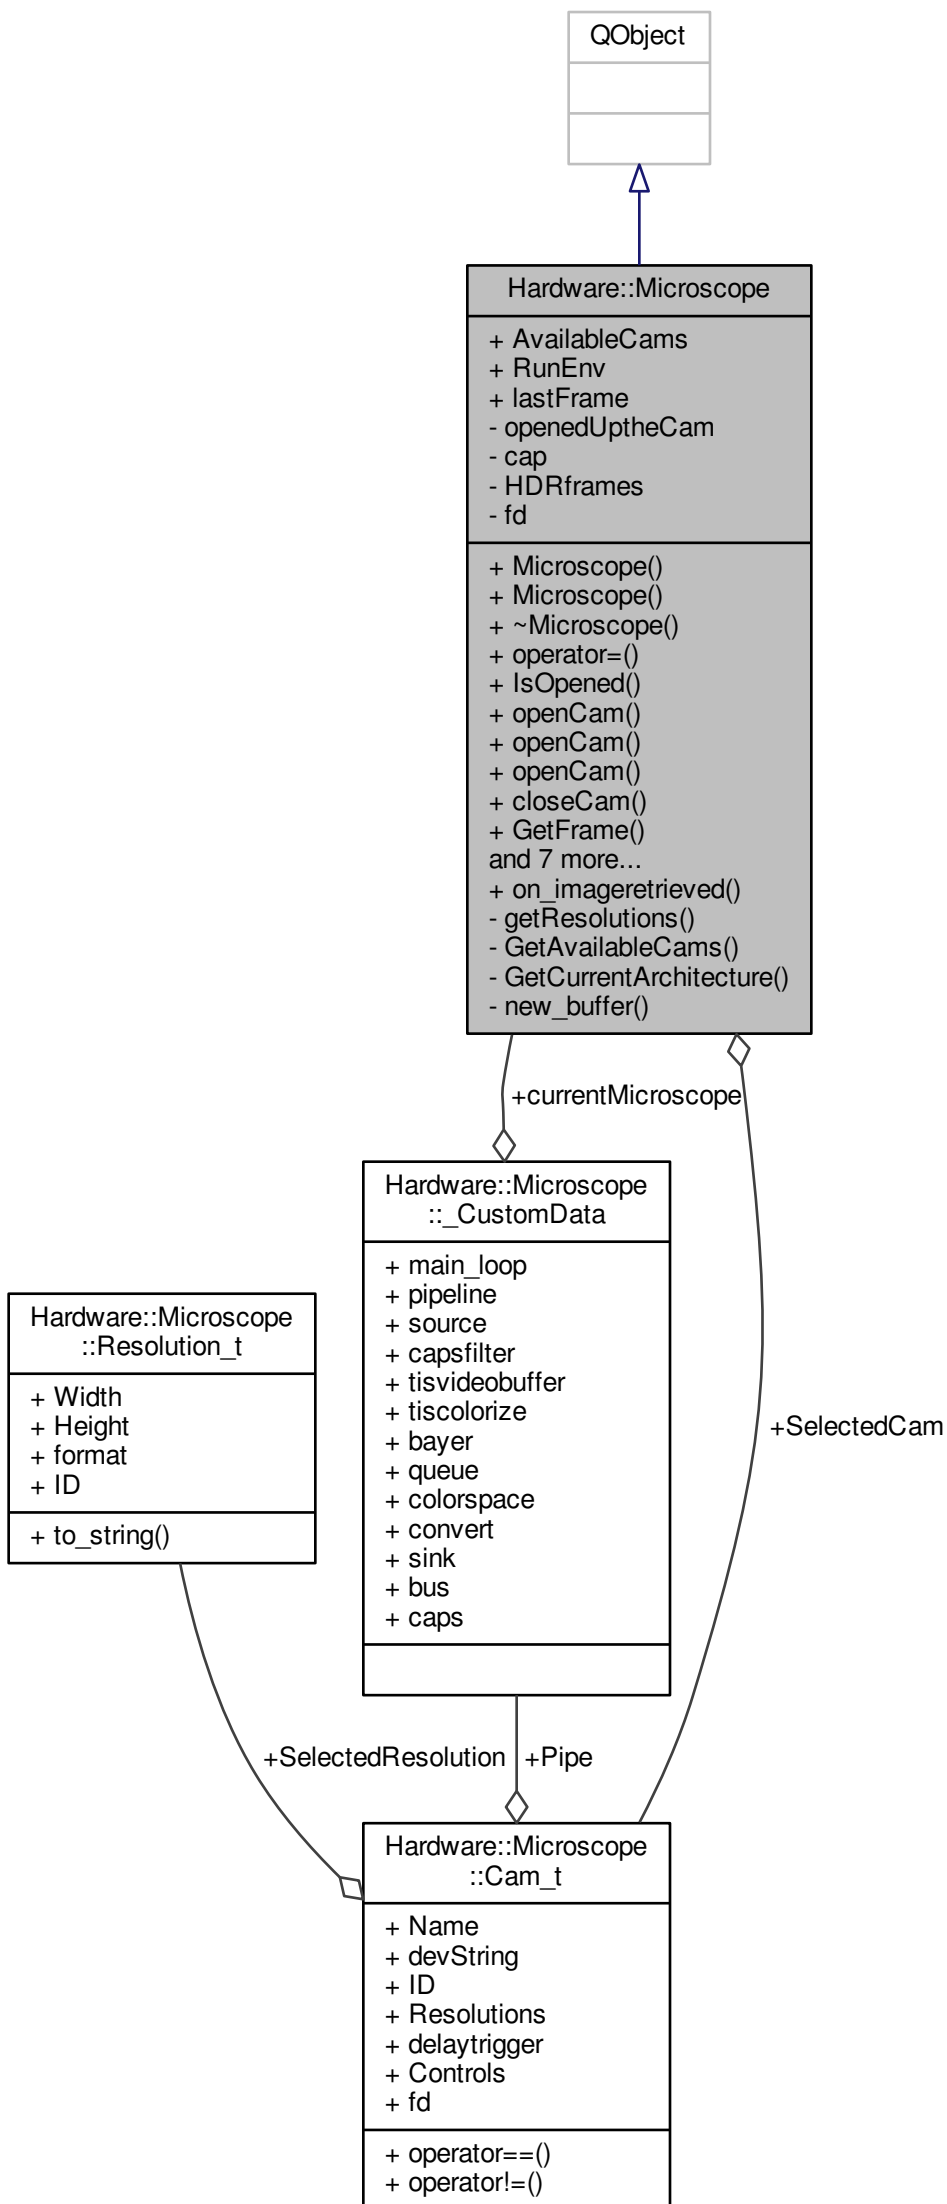 QObject
Hardware::Microscope
+ AvailableCams
+ RunEnv
+ lastFrame
- openedUptheCam
- cap
- HDRframes
- fd
+ Microscope()
+ Microscope()
+ ~Microscope()
+ operator=()
+ IsOpened()
+ openCam()
+ openCam()
+ openCam()
+ closeCam()
+ GetFrame()
and 7 more...
+ on_imageretrieved()
- getResolutions()
- GetAvailableCams()
- GetCurrentArchitecture()
- new_buffer()
+currentMicroscope
Hardware::Microscope
::_CustomData
+ main_loop
+ pipeline
+ source
+ capsfilter
+ tisvideobuffer
+ tiscolorize
+ bayer
+ queue
+ colorspace
+ convert
+ sink
+ bus
+ caps
Hardware::Microscope
::Resolution_t
+ Width
+ Height
+ format
+ ID
+ to_string()
+SelectedCam
+SelectedResolution
+Pipe
Hardware::Microscope
::Cam_t
+ Name
+ devString
+ ID
+ Resolutions
+ delaytrigger
+ Controls
+ fd
+ operator==()
+ operator!=()